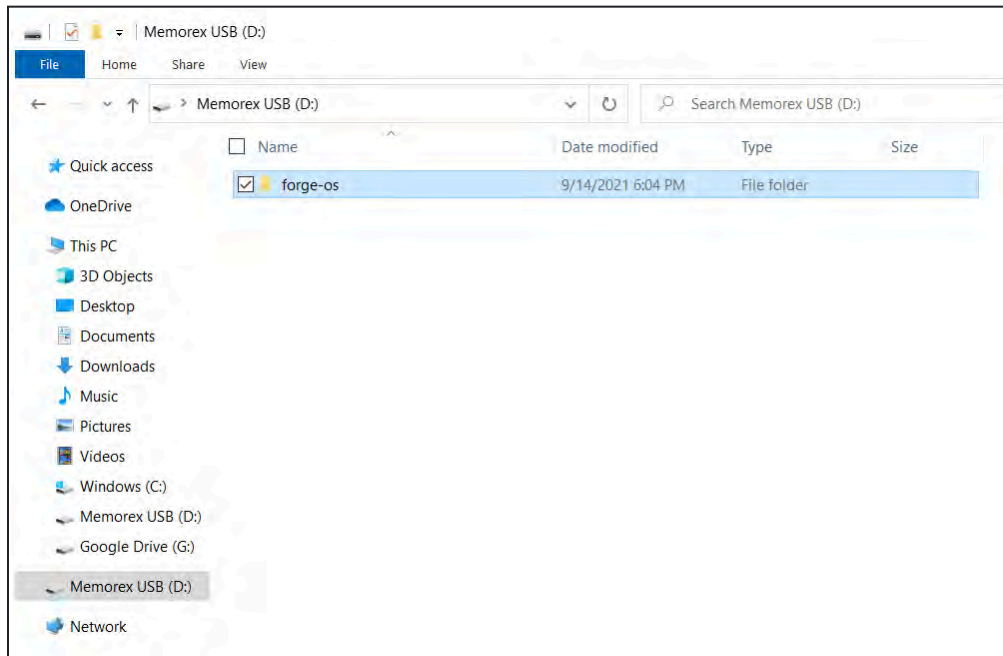 Memorex USB (D:)
File Home Share View
Memorex USB (D:) Search Memorex USB (D:)
Name Date modified Type Size
forge-os 9/14/2021 6:04 PM File folder
Quick access
OneDrive
This PC
3D Objects
Desktop
Documents
Downloads
Music
Pictures
Videos
Windows (C:)
Memorex USB (D:)
Google Drive (G:)
Memorex USB (D:)
Network